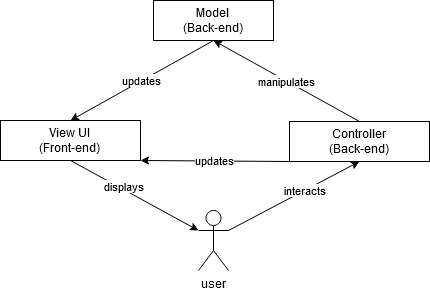 Model
(Back-end)
updates
manipulates
View UI
(Front-end)
Controller
(Back-end)
updates
displays
interacts
user